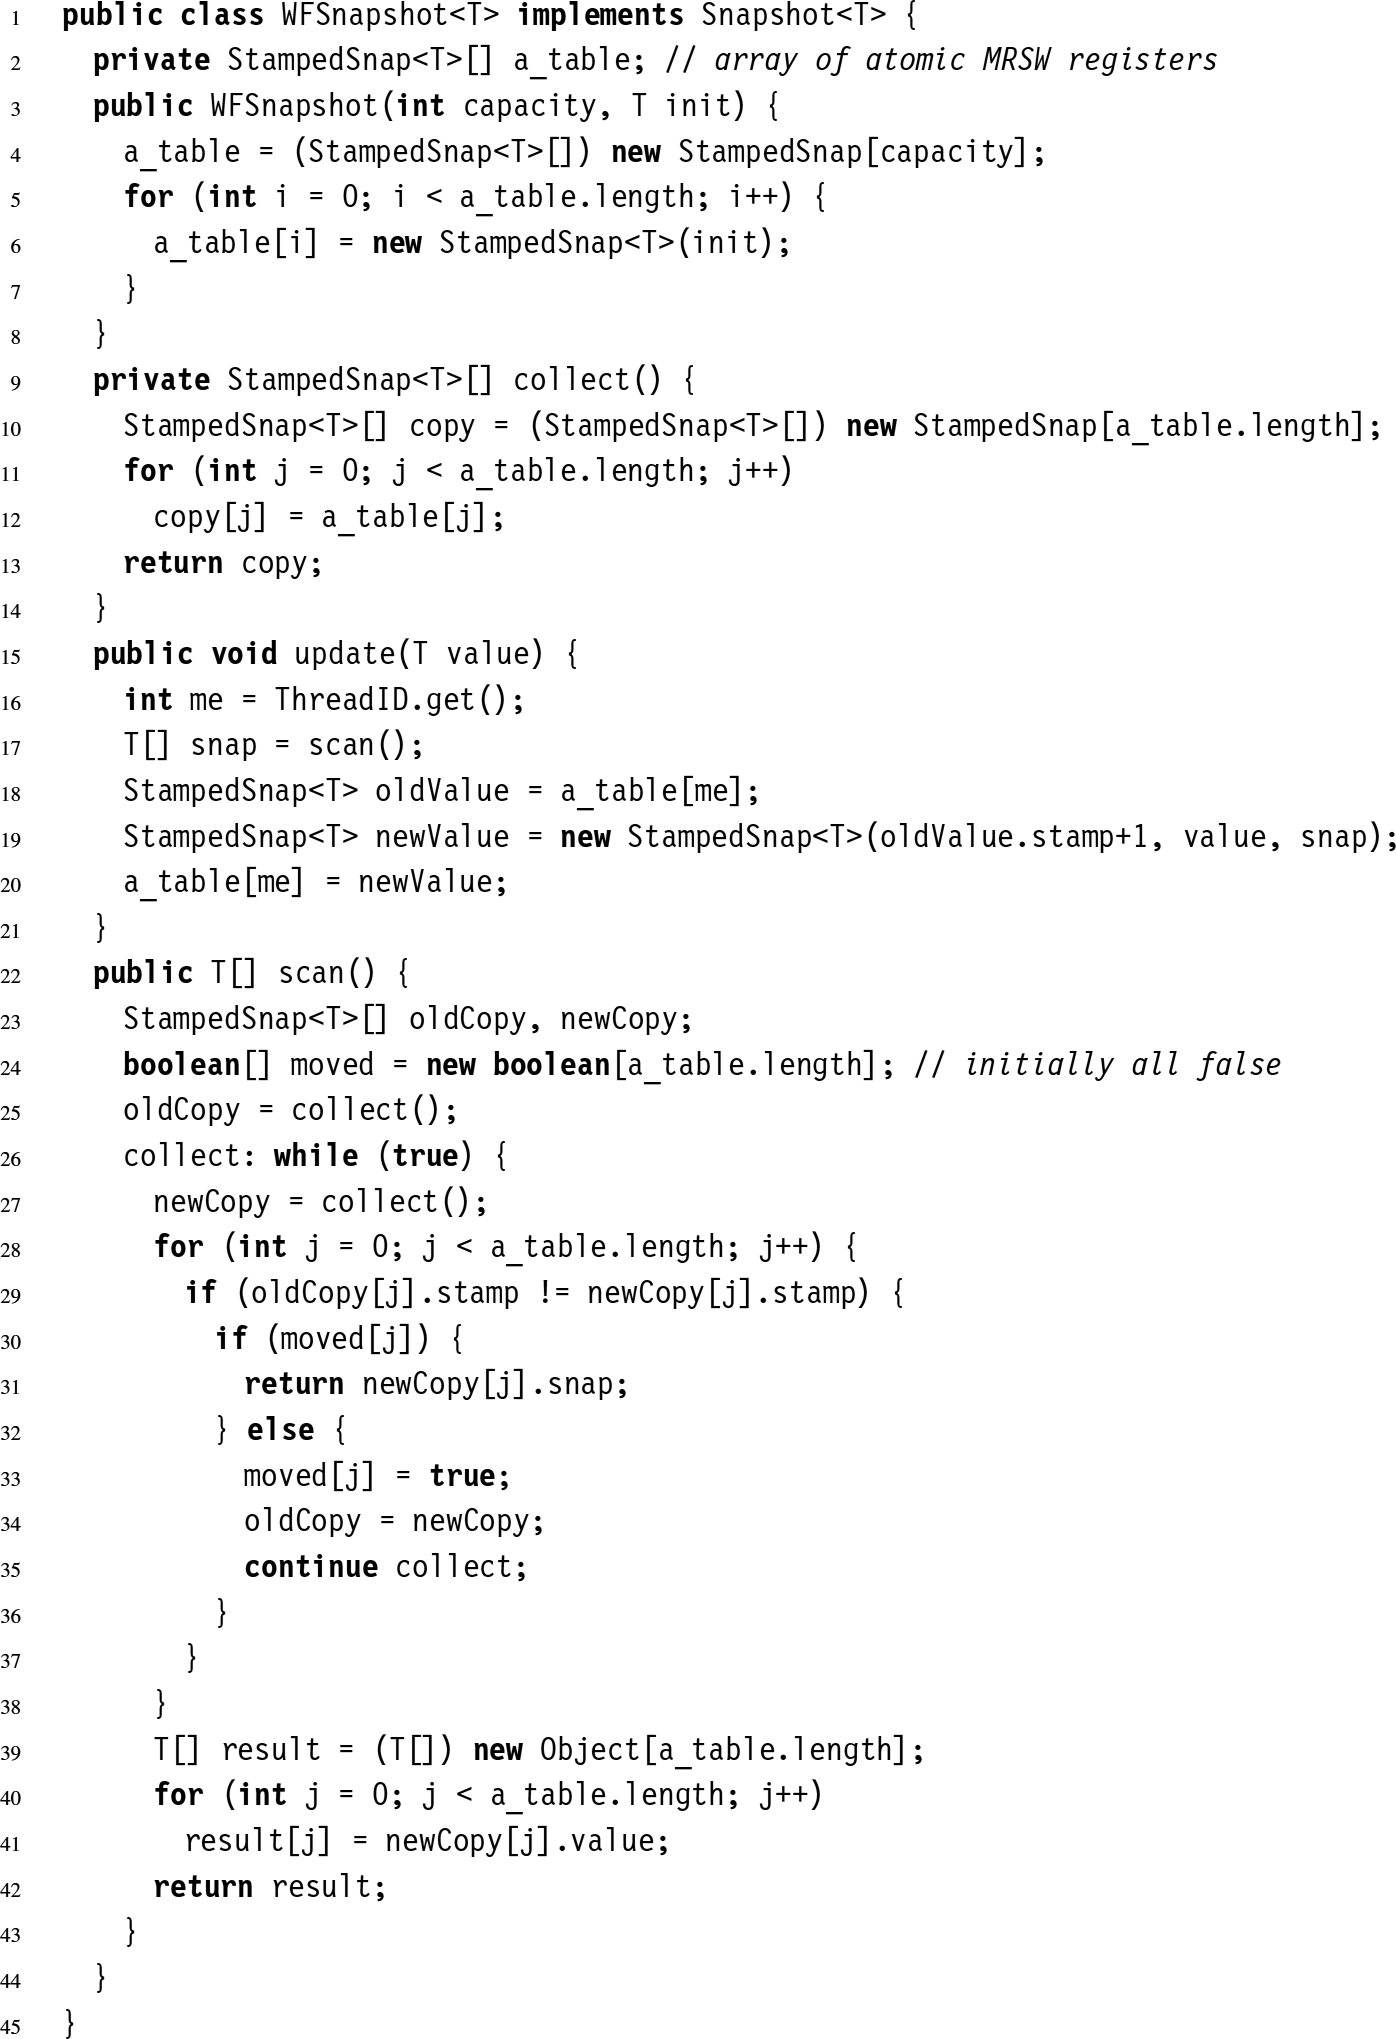 1 public class WFSnapshot<T> implements Snapshot<T> {
2 private StampedSnap<T>[] a_table; // array of atomic MRSW registers
3 public WFSnapshot(int capacity, T init) {
4 a_table = (StampedSnap<T>[]) new StampedSnap[capacity];
5 for (int i = 0; i < a_table.length; i++) {
6 a_table[i] = new StampedSnap<T>(init);
7 }
8 }
9 private StampedSnap<T>[] collect() {
10 StampedSnap<T>[] copy = (StampedSnap<T>[]) new StampedSnap[a_table.length];
11 for (int j = 0; j < a_table.length; j++)
12 copy[j] = a_table[j];
13 return copy;
14 }
15 public void update(T value) {
16 int me = ThreadID.get();
17 T[] snap = scan();
18 StampedSnap<T> oldValue = a_table[me];
19 StampedSnap<T> newValue = new StampedSnap<T>(oldValue.stamp+1, value, snap);
20 a_table[me] = newValue;
21 }
22 public T[] scan() {
23 StampedSnap<T>[] oldCopy, newCopy;
24 boolean[] moved = new boolean[a_table.length]; // initially all false
25 oldCopy = collect();
26 collect: while (true) {
27 newCopy = collect();
28 for (int j = 0; j < a_table.length; j++) {
29 if (oldCopy[j].stamp != newCopy[j].stamp) {
30 if (moved[j]) {
31 return newCopy[j].snap;
32 } else {
33 moved[j] = true;
34 oldCopy = newCopy;
35 continue collect;
36 }
37 }
38 }
39 T[] result = (T[]) new Object[a_table.length];
40 for (int j = 0; j < a_table.length; j++)
41 result[j] = newCopy[j].value;
42 return result;
43 }
44 }
45 }